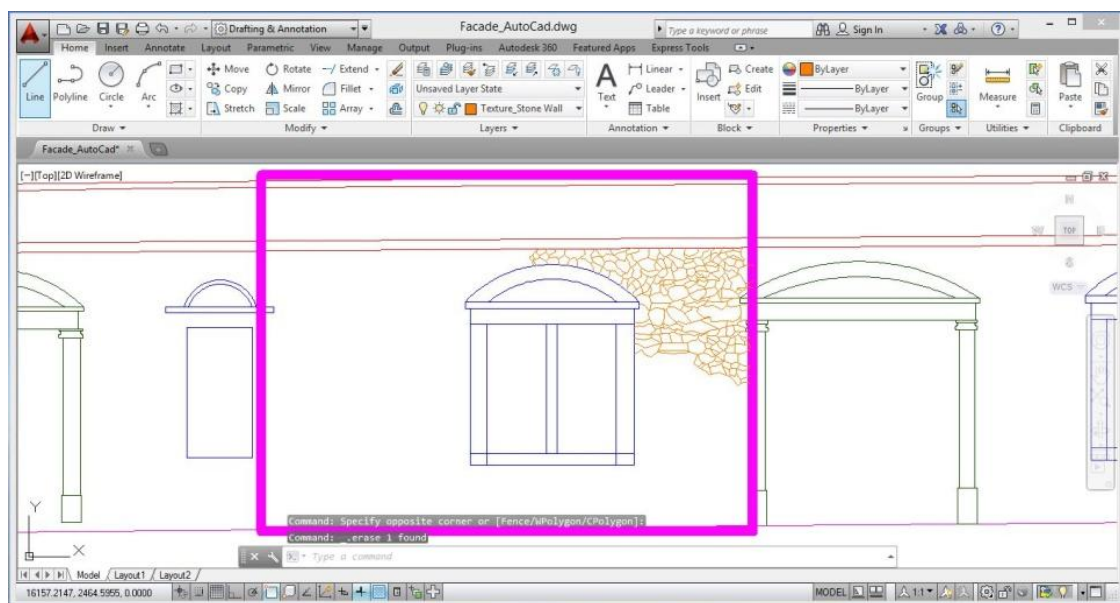 Drafting & Annotation
Facade_AutoCad.dwg
Type a keyword or phrase
Sign In
Home Insert Annotate Layout Parametric View Manage Output Plug-ins Autodesk 360 Featured Apps Express Tools
Move Rotate Extend Linear Create ByLayer
Line Polyline Circle Arc Copy Mirror Fillet Unsaved Layer State Text Leader Insert Edit ByLayer Group Measure Paste
Stretch Scale Array Texture_Stone Wall Table ByLayer
Draw Modify Layers Annotation Block Properties Groups Utilities Clipboard
Facade_AutoCad*
[-][Top][2D Wireframe]
N
W TOP E
S
WCS
Y
X
Command: Specify opposite corner or [Fence/WPolygon/CPolygon]:
Command: _.erase 1 found
Type a command
Model Layout1 Layout2
16157.2147, 2464.5955, 0.0000 MODEL 1:1